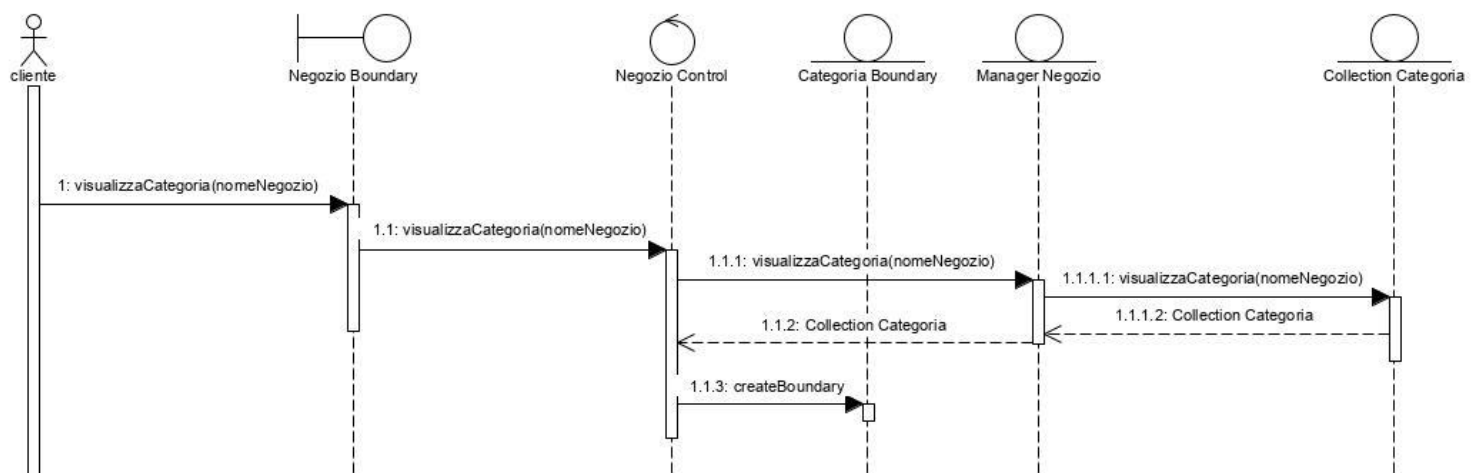 cliente
Negozio Boundary
Negozio Control
Categoria Boundary
Manager Negozio
Collection Categoria
1: visualizzaCategoria(nomeNegozio)
1.1: visualizzaCategoria(nomeNegozio)
1.1.1: visualizzaCategoria(nomeNegozio)
1.1.1.1: visualizzaCategoria(nomeNegozio)
1.1.1.2: Collection Categoria
1.1.2: Collection Categoria
1.1.3: createBoundary